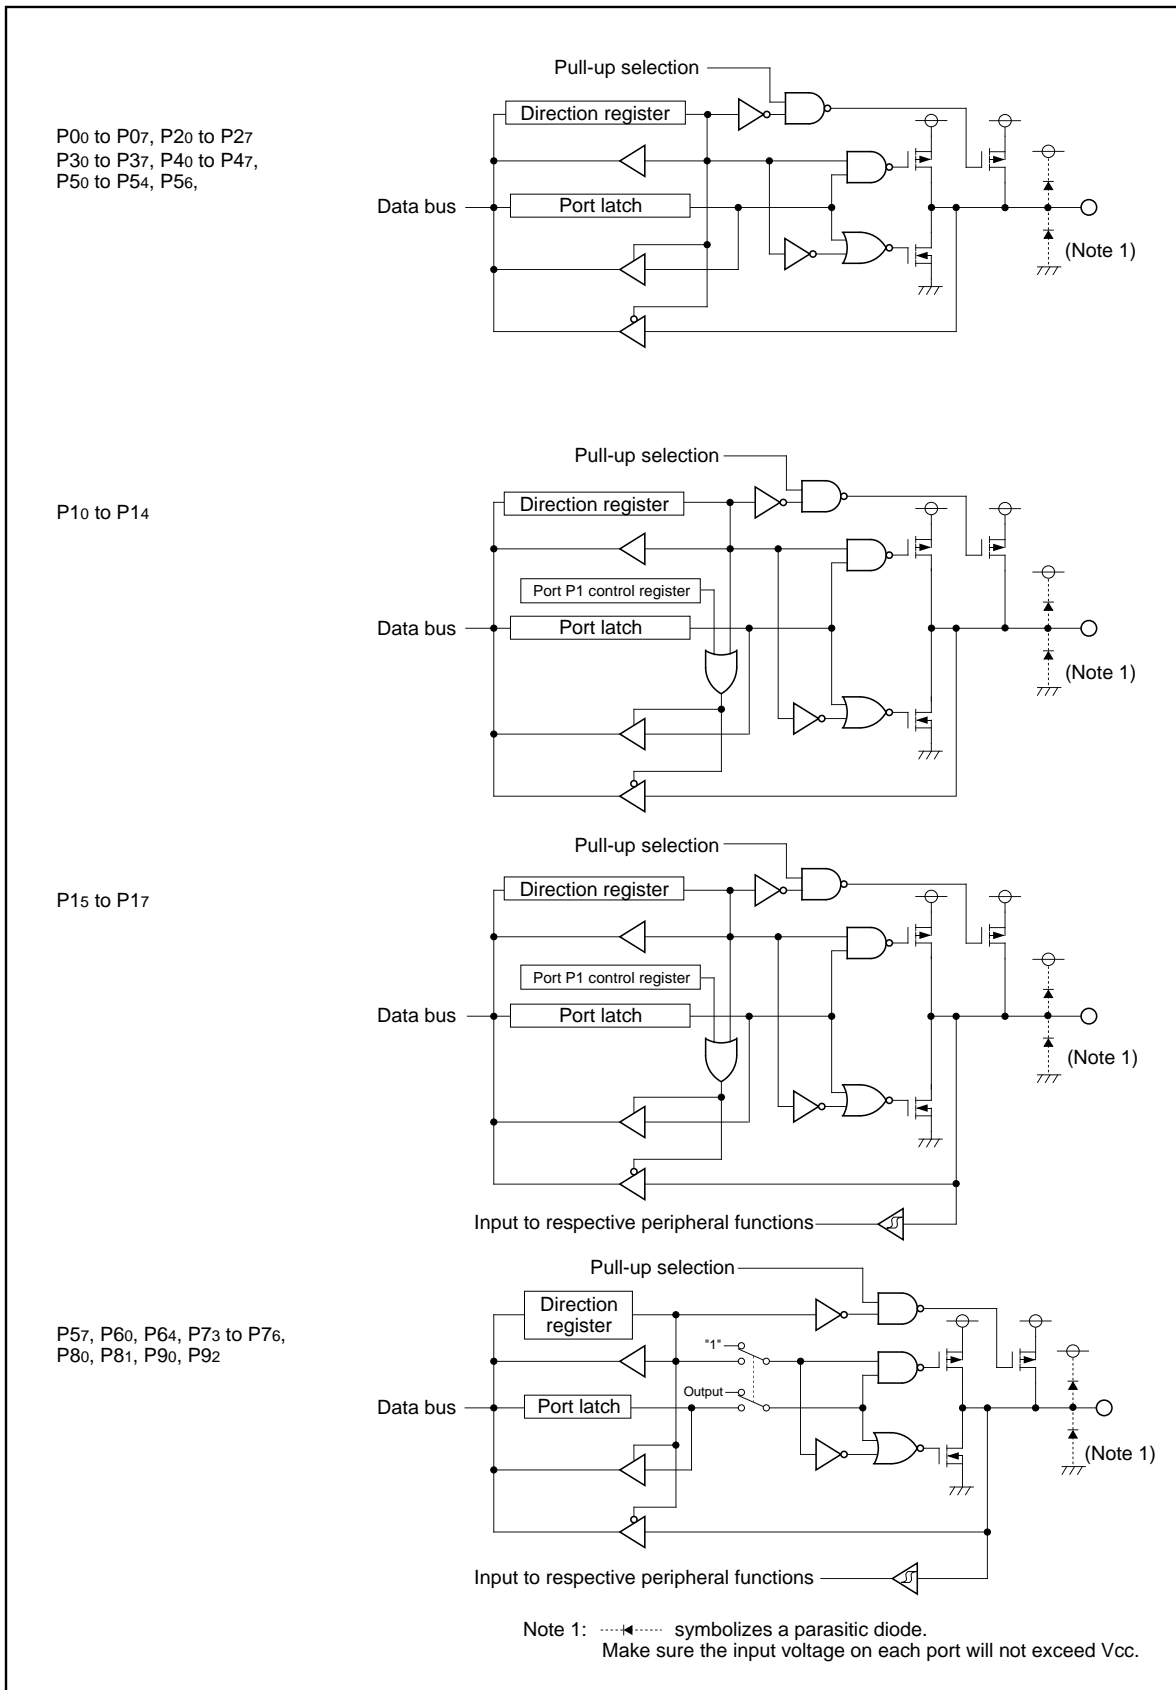 Pull-up selection
Direction register
P00 to P07, P20 to P27
P30 to P37, P40 to P47,
P50 to P54, P56,
Data bus
Port latch
(Note 1)
Pull-up selection
Direction register
P10 to P14
Port P1 control register
Data bus
Port latch
(Note 1)
Pull-up selection
Direction register
P15 to P17
Port P1 control register
Data bus
Port latch
(Note 1)
Input to respective peripheral functions
Pull-up selection
Direction
register
P57, P60, P64, P73 to P76,
P80, P81, P90, P92
"1"
Output
Data bus
Port latch
(Note 1)
Input to respective peripheral functions
Note 1: symbolizes a parasitic diode.
Make sure the input voltage on each port will not exceed Vcc.